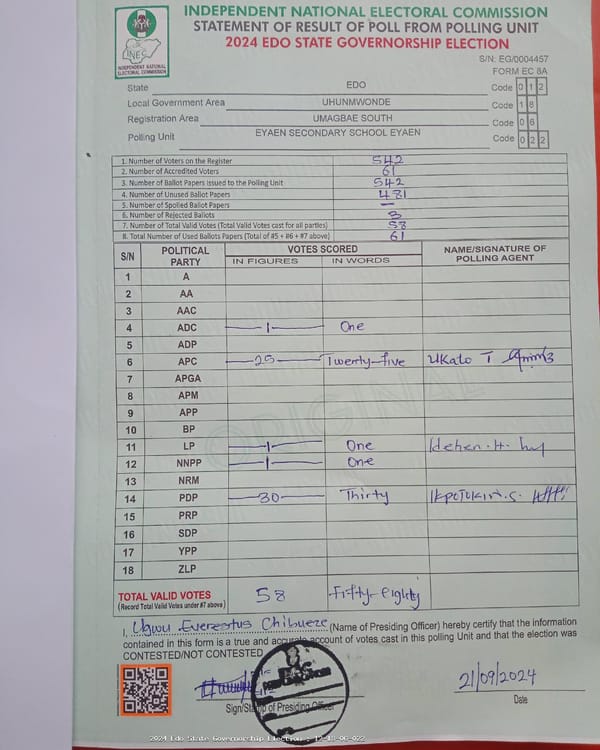 INDEPENDENT NATIONAL ELECTORAL COMMISSION
STATEMENT OF RESULT OF POLL FROM POLLING UNIT
2024 EDO STATE GOVERNORSHIP ELECTION
INEC
INDEPENDENT NATIONAL ELECTORAL COMMISSION
S/N: EG/0004457
FORM EC 8A
State EDO Code 0 1 2
Local Government Area UHUNMWONDE Code 1 8
Registration Area UMAGBAE SOUTH Code 0 6
Polling Unit EYAEN SECONDARY SCHOOL EYAEN Code 0 2 2
1. Number of Voters on the Register 542
2. Number of Accredited Voters 61
3. Number of Ballot Papers Issued to the Polling Unit 542
4. Number of Unused Ballot Papers 481
5. Number of Spoiled Ballot Papers —
6. Number of Rejected Ballots 3
7. Number of Total Valid Votes (Total Valid Votes cast for all parties) 58
8. Total Number of Used Ballots Papers (Total of #5 + #6 + #7 above) 61
S/N POLITICAL PARTY VOTES SCORED NAME/SIGNATURE OF POLLING AGENT
IN FIGURES IN WORDS
1 A
2 AA
3 AAC
4 ADC 1 One
5 ADP
6 APC 25 Twenty-five Ukato T
7 APGA
8 APM
9 APP
10 BP
11 LP 1 One Idehen. H.
12 NNPP 1 One
13 NRM
14 PDP 30 Thirty
15 PRP
16 SDP
17 YPP
18 ZLP
ORIGINAL
TOTAL VALID VOTES 58 Fifty-eighty
(Record Total Valid Votes under #7 above)
I, Ugwu Everestus Chibueze (Name of Presiding Officer) hereby certify that the information
contained in this form is a true and accurate account of votes cast in this polling Unit and that the election was
CONTESTED/NOT CONTESTED
21/09/2024
Sign/Stamp of Presiding Officer Date
2024 Edo State Governorship Election : 12-18-06-022